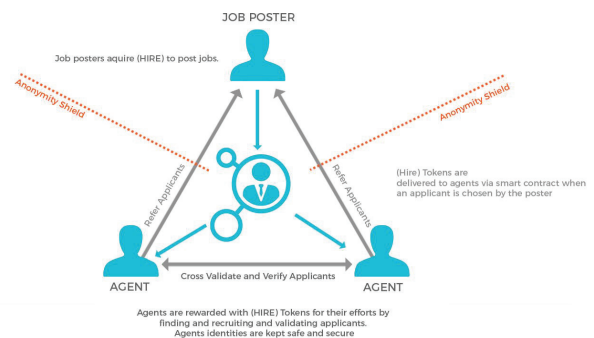 JOB POSTER
Job posters aquire (HIRE) to post jobs.
Anonymity Shield
Anonymity Shield
Refer Applicants
Refer Applicants
(Hire) Tokens are
delivered to agents via smart contract when
an applicant is chosen by the poster
Cross Validate and Verify Applicants
AGENT
AGENT
Agents are rewarded with (HIRE) Tokens for their efforts by
finding and recruiting and validating applicants.
Agents identities are kept safe and secure